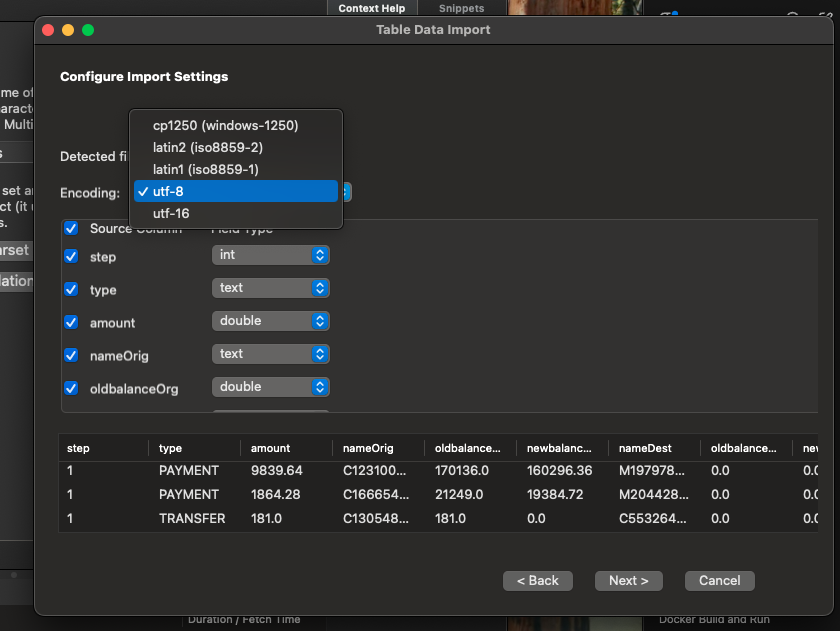 Context Help Snippets
Table Data Import
Configure Import Settings
me of
aract
Multi
cp1250 (windows-1250)
latin2 (iso8859-2)
Detected fi
latin1 (iso8859-1)
set a
Encoding:
✓ utf-8
ct (it
utf-16
s.
Source Column Field Type
arset
step int
lation
type text
amount double
nameOrig text
oldbalanceOrg double
step type amount nameOrig oldbalance... newbalanc... nameDest oldbalance... nev
1 PAYMENT 9839.64 C123100... 170136.0 160296.36 M197978... 0.0 0.0
1 PAYMENT 1864.28 C166654... 21249.0 19384.72 M204428... 0.0 0.0
1 TRANSFER 181.0 C130548... 181.0 0.0 C553264... 0.0 0.0
< Back Next > Cancel
Duration / Fetch Time Docker Build and Run